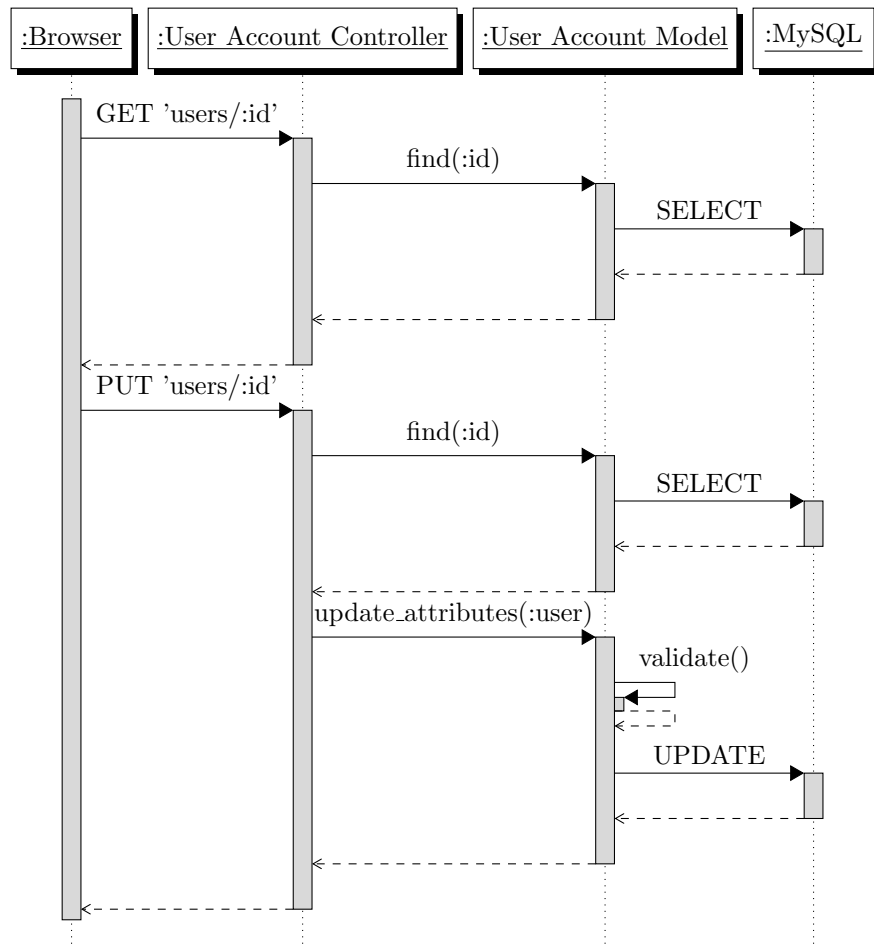 :Browser
:User Account Controller
:User Account Model
:MySQL
GET ’users/:id’
find(:id)
SELECT
PUT ’users/:id’
find(:id)
SELECT
update_attributes(:user)
validate()
UPDATE